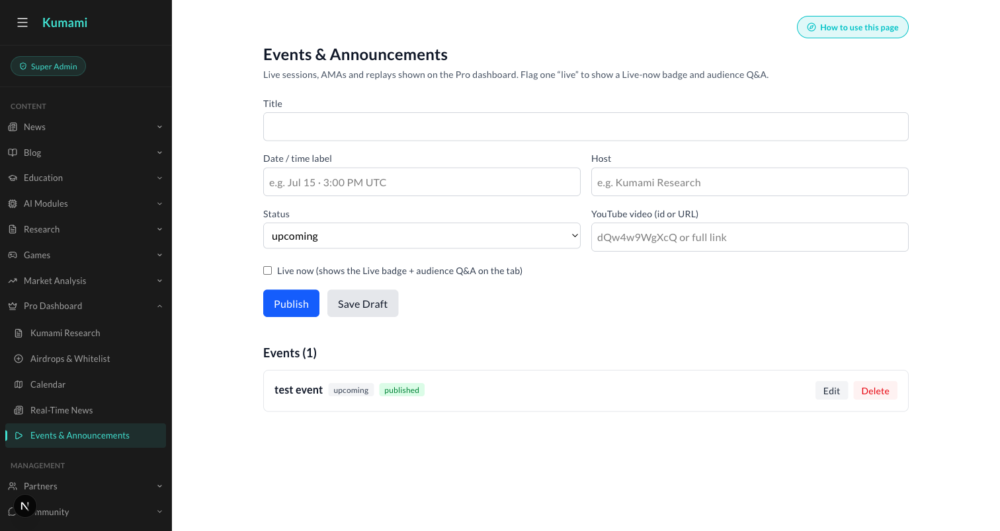 Kumami
How to use this page
Super Admin
Events & Announcements
Live sessions, AMAs and replays shown on the Pro dashboard. Flag one “live” to show a Live-now badge and audience Q&A.
CONTENT
News
Blog
Education
AI Modules
Research
Games
Market Analysis
Pro Dashboard
Kumami Research
Airdrops & Whitelist
Calendar
Real-Time News
Events & Announcements
MANAGEMENT
Partners
N
mmunity
Title
Date / time label
Host
e.g. Jul 15 · 3:00 PM UTC
e.g. Kumami Research
Status
YouTube video (id or URL)
upcoming
dQw4w9WgXcQ or full link
Live now (shows the Live badge + audience Q&A on the tab)
Publish
Save Draft
Events (1)
test event upcoming published
Edit
Delete